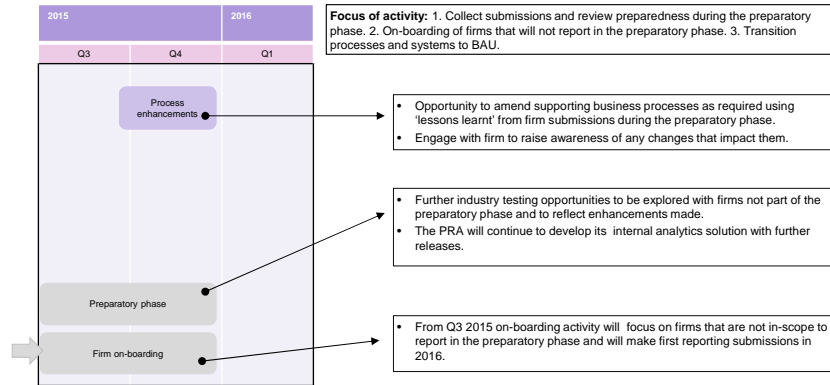 2015 2016
Q3 Q4 Q1
Focus of activity: 1. Collect submissions and review preparedness during the preparatory
phase. 2. On-boarding of firms that will not report in the preparatory phase. 3. Transition
processes and systems to BAU.
Process
enhancements
• Opportunity to amend supporting business processes as required using
‘lessons learnt’ from firm submissions during the preparatory phase.
• Engage with firm to raise awareness of any changes that impact them.
• Further industry testing opportunities to be explored with firms not part of the
preparatory phase and to reflect enhancements made.
• The PRA will continue to develop its internal analytics solution with further
releases.
Preparatory phase
Firm on-boarding
• From Q3 2015 on-boarding activity will focus on firms that are not in-scope to
report in the preparatory phase and will make first reporting submissions in
2016.